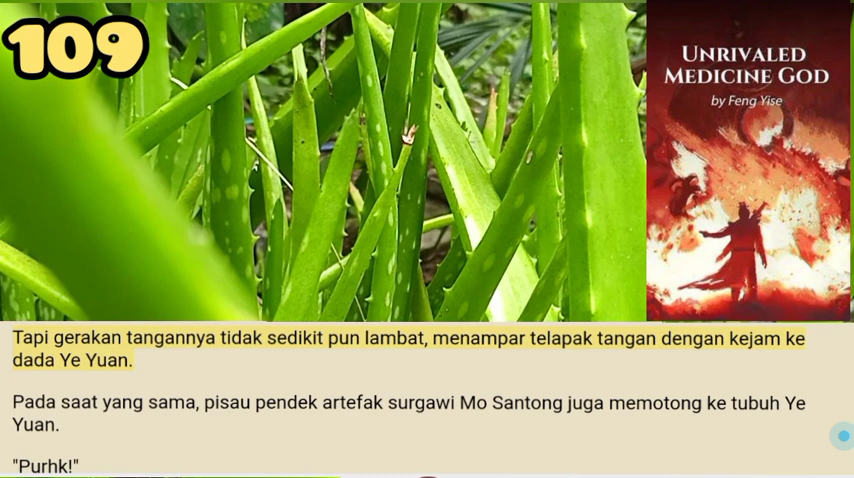 109
UNRIVALED
MEDICINE GOD
by Feng Yise
Tapi gerakan tangannya tidak sedikit pun lambat, menampar telapak tangan dengan kejam ke
dada Ye Yuan.
Pada saat yang sama, pisau pendek artefak surgawi Mo Santong juga memotong ke tubuh Ye
Yuan.
"Purhk!"